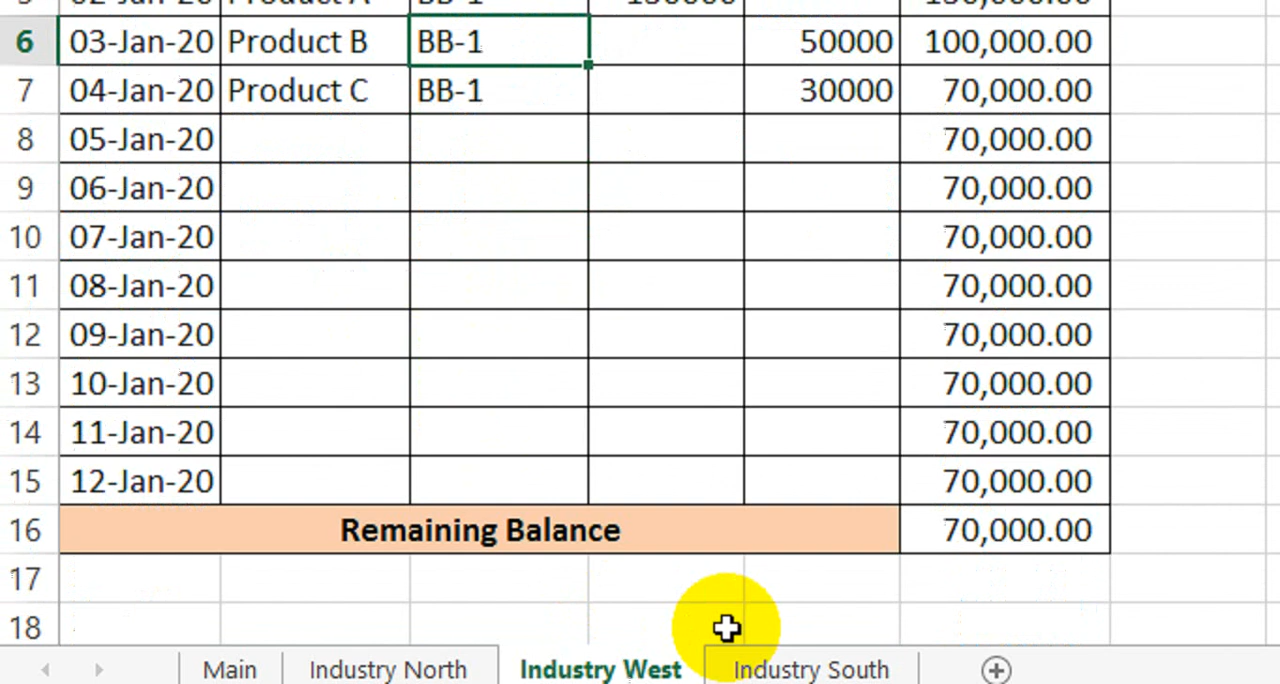 6 03-Jan-20 Product B BB-1 50000 100,000.00
7 04-Jan-20 Product C BB-1 30000 70,000.00
8 05-Jan-20 70,000.00
9 06-Jan-20 70,000.00
10 07-Jan-20 70,000.00
11 08-Jan-20 70,000.00
12 09-Jan-20 70,000.00
13 10-Jan-20 70,000.00
14 11-Jan-20 70,000.00
15 12-Jan-20 70,000.00
16 Remaining Balance 70,000.00
17
18
Main Industry North Industry West Industry South